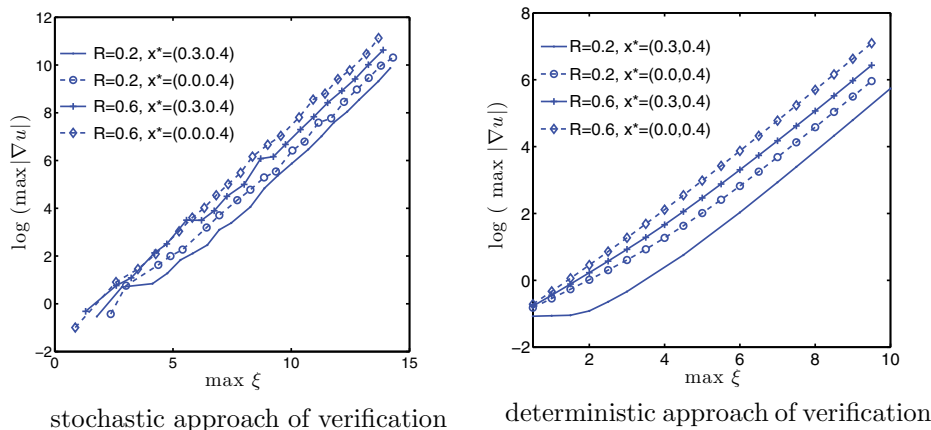 12
10
8
6
4
2
0
−2
log (max |∇u|)
R=0.2, x*=(0.3.0.4)
R=0.2, x*=(0.0.0.4)
R=0.6, x*=(0.3.0.4)
R=0.6, x*=(0.0.0.4)
0 5 10 15
max ξ
stochastic approach of verification
8
6
4
2
0
−2
log ( max |∇u|)
R=0.2, x*=(0.3,0.4)
R=0.2, x*=(0.0,0.4)
R=0.6, x*=(0.3,0.4)
R=0.6, x*=(0.0,0.4)
2 4 6 8 10
max ξ
deterministic approach of verification